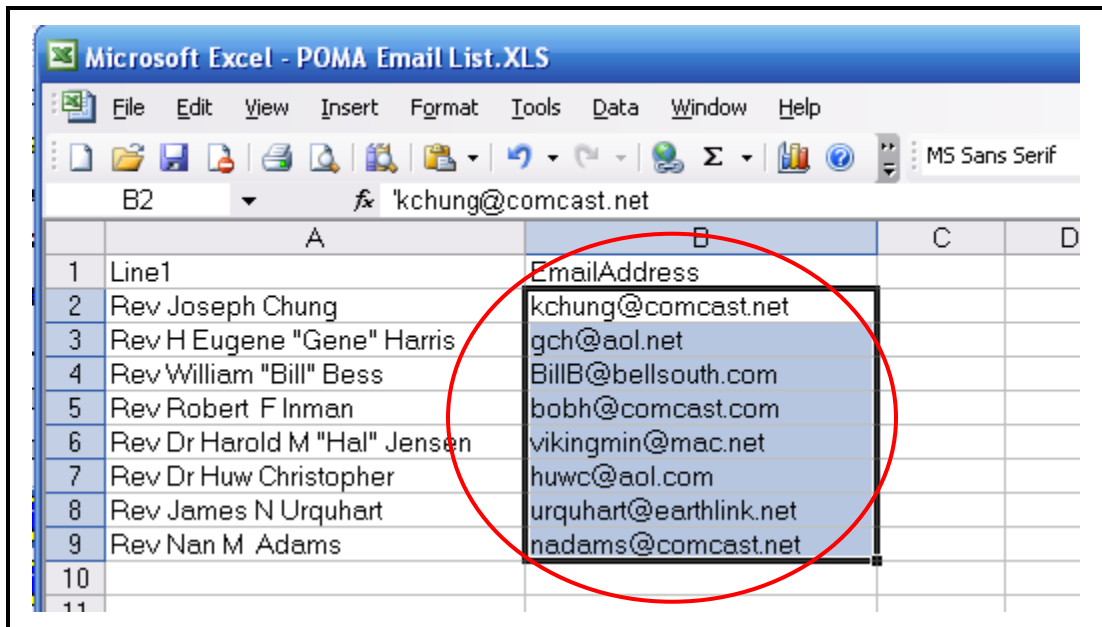 Microsoft Excel - POMA Email List.XLS
File Edit View Insert Format Tools Data Window Help
Σ MS Sans Serif
B2 fx 'kchung@comcast.net
A B C D
1 Line1 EmailAddress
2 Rev Joseph Chung kchung@comcast.net
3 Rev H Eugene "Gene" Harris gch@aol.net
4 Rev William "Bill" Bess BillB@bellsouth.com
5 Rev Robert F Inman bobh@comcast.com
6 Rev Dr Harold M "Hal" Jensen vikingmin@mac.net
7 Rev Dr Huw Christopher huwc@aol.com
8 Rev James N Urquhart urquhart@earthlink.net
9 Rev Nan M Adams nadams@comcast.net
10
11